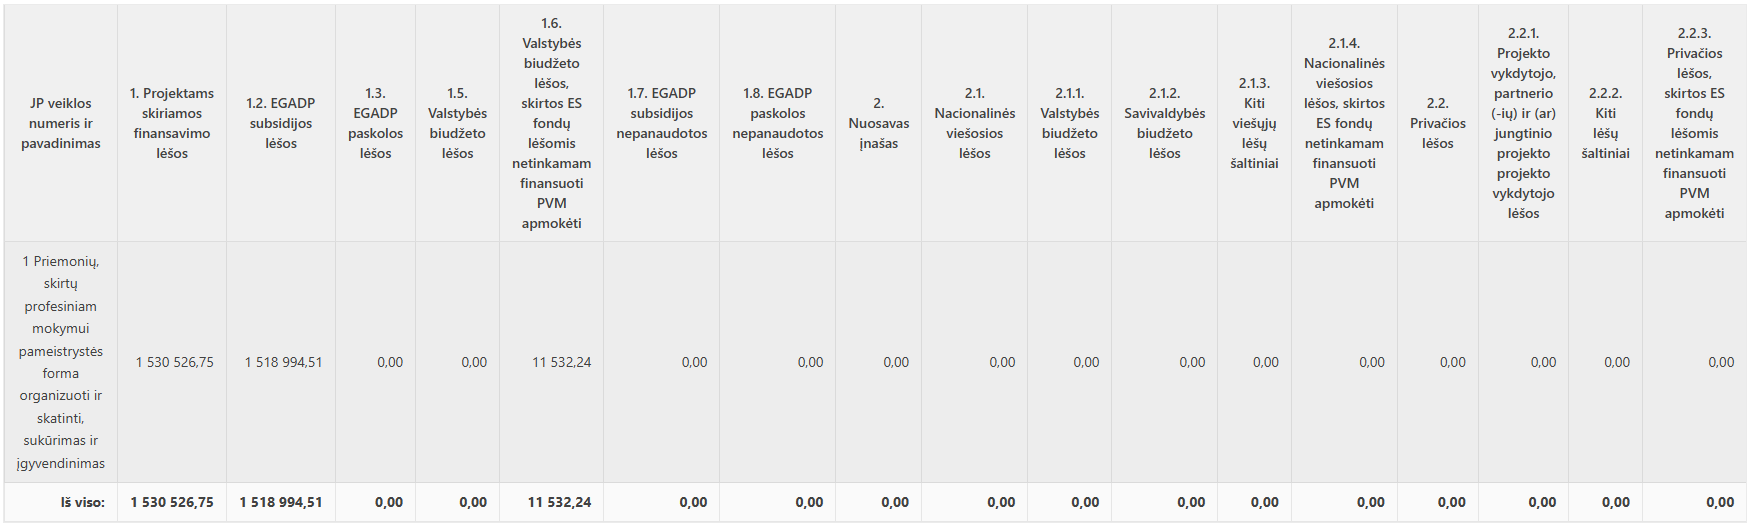 JP veiklos
numeris ir
pavadinimas
1. Projektams
skiriamos
finansavimo
lėšos
1.2. EGADP
subsidijos
lėšos
1.3.
EGADP
paskolos
lėšos
1.5.
Valstybės
biudžeto
lėšos
1.6.
Valstybės
biudžeto
lėšos,
skirtos ES
fondų
lėšomis
netinkamam
finansuoti
PVM
apmokėti
1.7. EGADP
subsidijos
nepanaudotos
lėšos
1.8. EGADP
paskolos
nepanaudotos
lėšos
2.
Nuosavas
įnašas
2.1.
Nacionalinės
viešosios
lėšos
2.1.1.
Valstybės
biudžeto
lėšos
2.1.2.
Savivaldybės
biudžeto
lėšos
2.1.3.
Kiti
viešųjų
lėšų
šaltiniai
2.1.4.
Nacionalinės
viešosios
lėšos, skirtos
ES fondų
netinkamam
finansuoti
PVM
apmokėti
2.2.
Privačios
lėšos
2.2.1.
Projekto
vykdytojo,
partnerio
(-ių) ir (ar)
jungtinio
projekto
projekto
vykdytojo
lėšos
2.2.2.
Kiti
lėšų
šaltiniai
2.2.3.
Privačios
lėšos,
skirtos ES
fondų
lėšomis
netinkamam
finansuoti
PVM
apmokėti
1 Priemonių,
skirtų
profesiniam
mokymui
pameistrystės
forma
organizuoti ir
skatinti,
sukūrimas ir
įgyvendinimas
1 530 526,75 1 518 994,51 0,00 0,00 11 532,24 0,00 0,00 0,00 0,00 0,00 0,00 0,00 0,00 0,00 0,00 0,00 0,00
Iš viso: 1 530 526,75 1 518 994,51 0,00 0,00 11 532,24 0,00 0,00 0,00 0,00 0,00 0,00 0,00 0,00 0,00 0,00 0,00 0,00